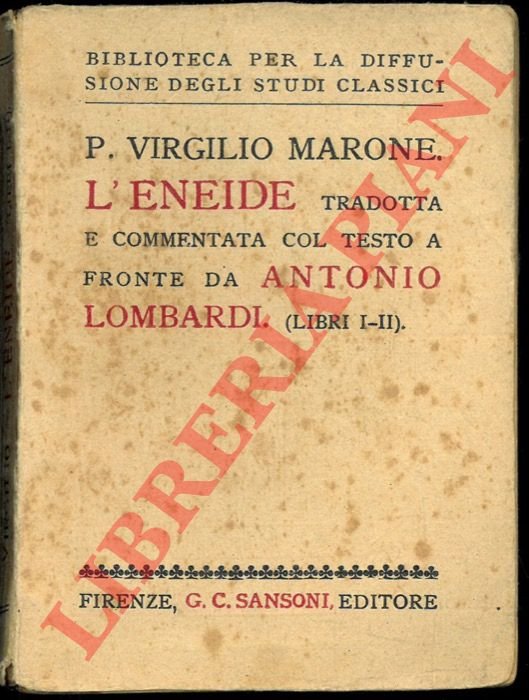 BIBLIOTECA PER LA DIFFU-
SIONE DEGLI STUDI CLASSICI
P. VIRGILIO MARONE.
L'ENEIDE TRADOTTA
E COMMENTATA COL TESTO A
FRONTE DA ANTONIO
LOMBARDI. (LIBRI I-II).
FIRENZE, G. C. SANSONI, EDITORE
LIBRERIA PIANI